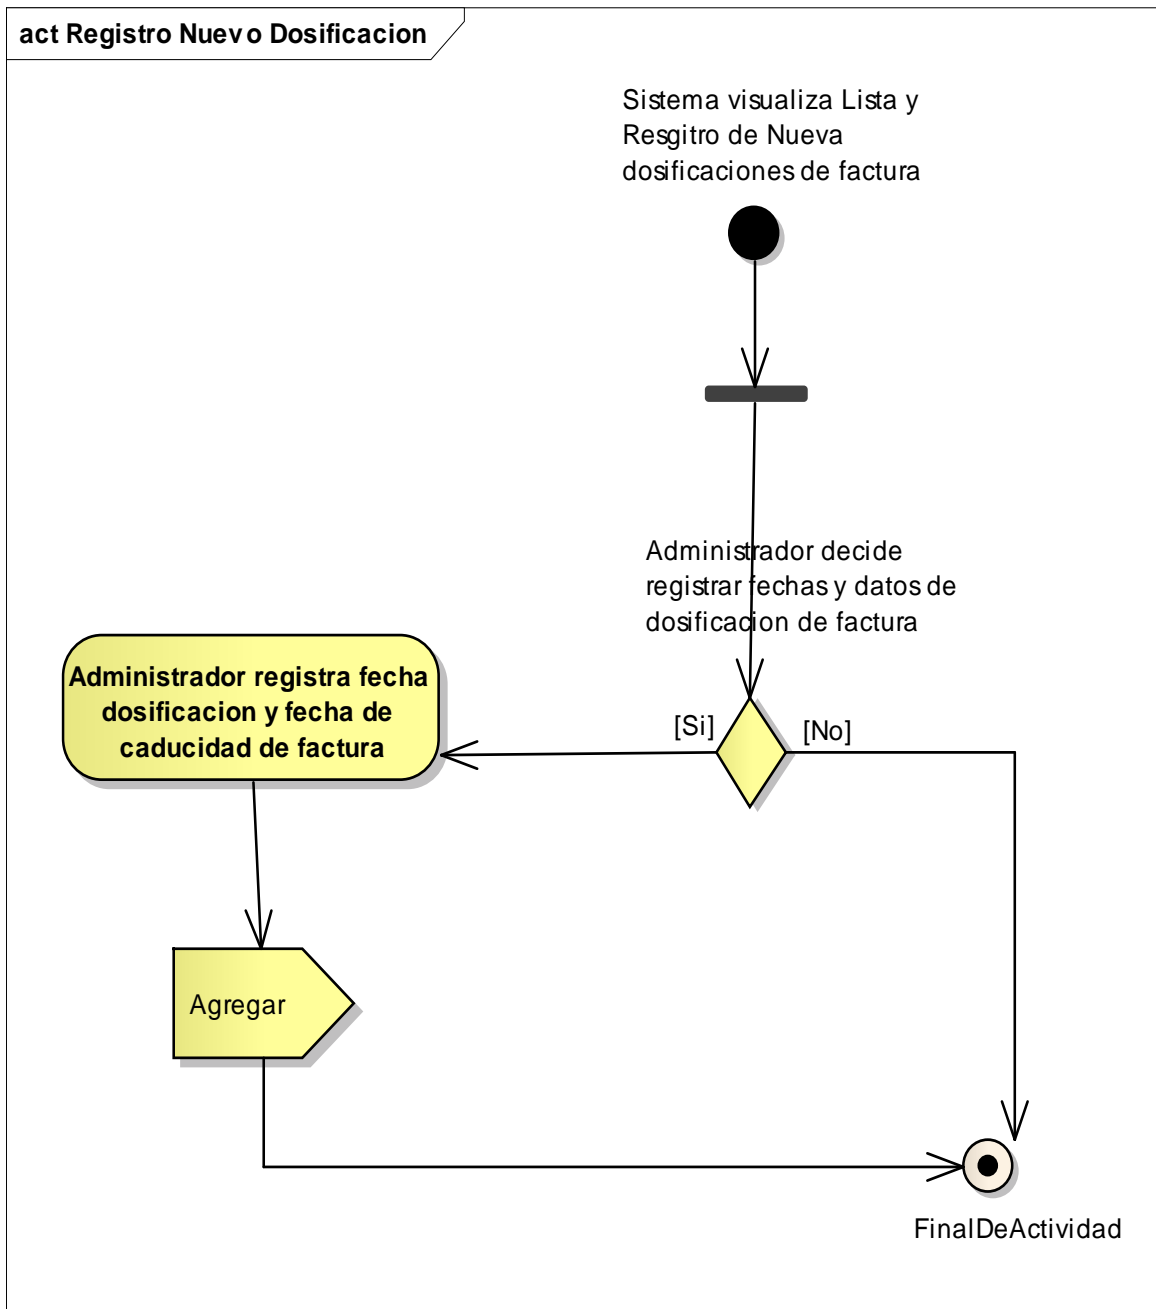 act Registro Nuevo Dosificacion
Sistema visualiza Lista y
Resgitro de Nueva
dosificaciones de factura
Administrador decide
registrar fechas y datos de
dosificacion de factura
Administrador registra fecha
dosificacion y fecha de
caducidad de factura
[Si]
[No]
Agregar
FinalDeActividad